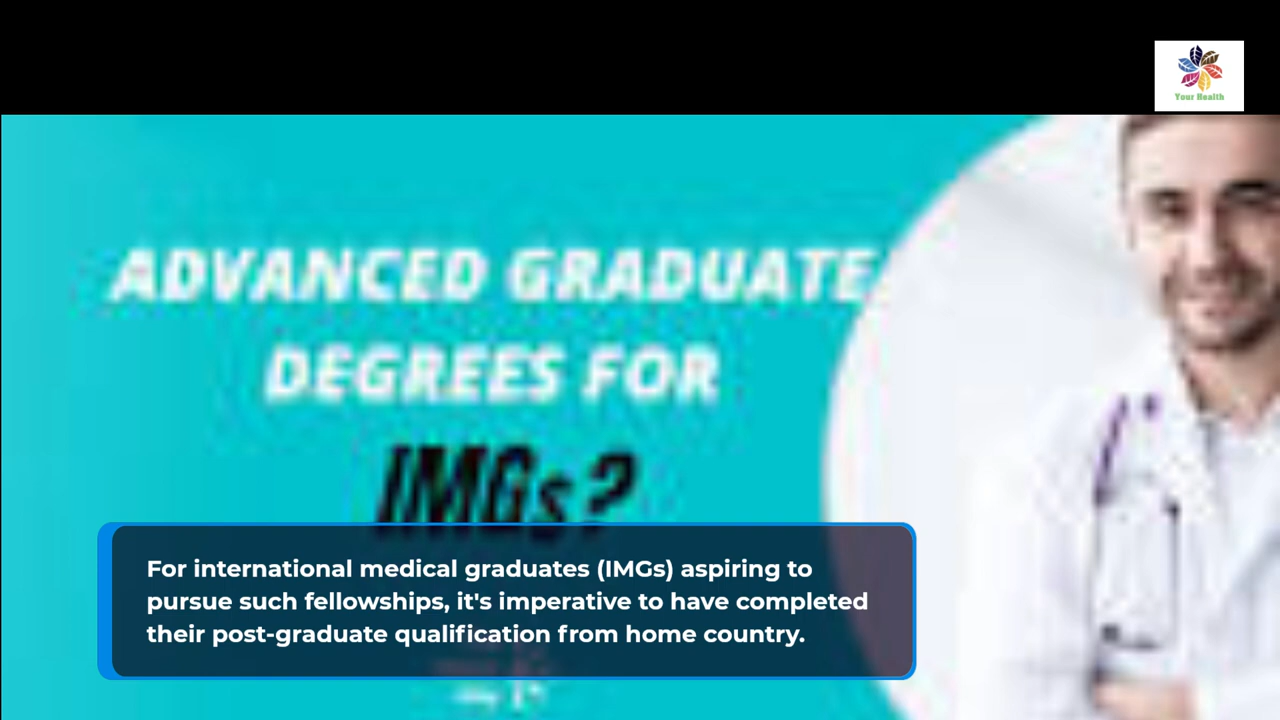 Your Health
ADVANCED GRADUATE
DEGREES FOR
IMGs?
For international medical graduates (IMGs) aspiring to
pursue such fellowships, it's imperative to have completed
their post-graduate qualification from home country.